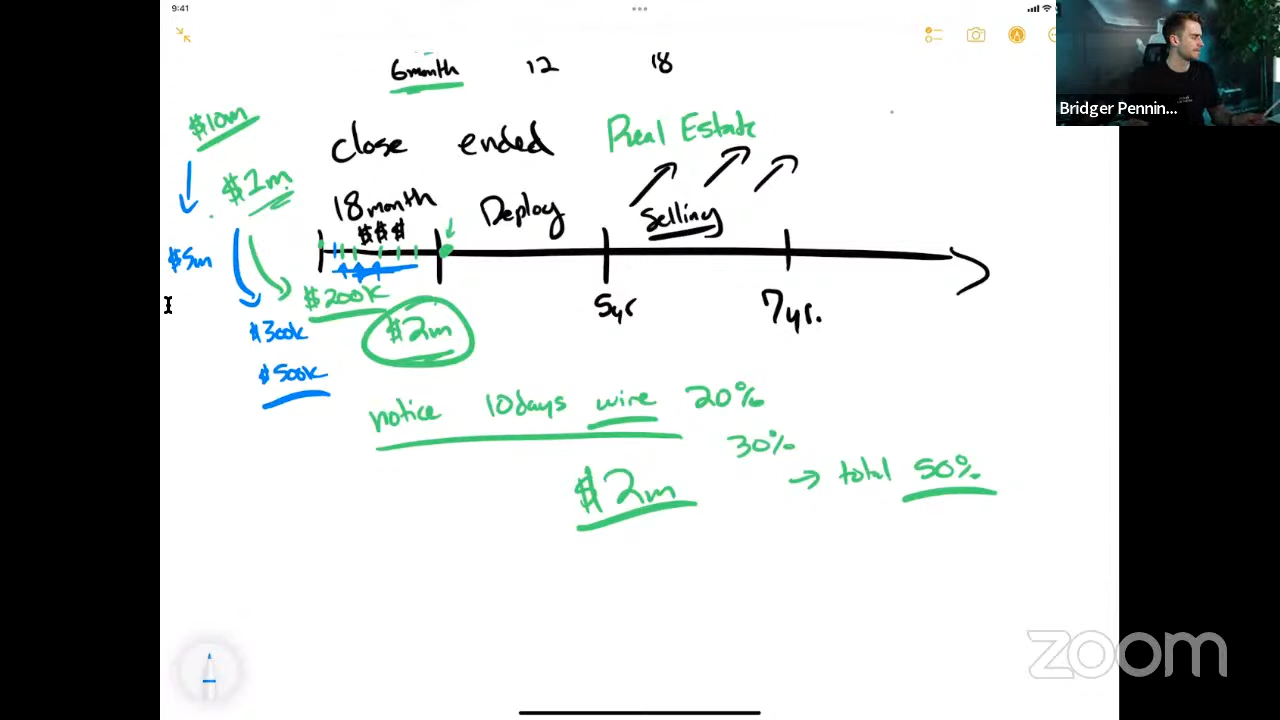 9:41
6month 12 18
$10m
close ended Real Estate
$2m
18month Deploy Selling
$$$
$5m
$200k
5yr 7yr.
$300k
$2m
$500k
notice 10days wire 20%
30%
→ total 50%
$2m
Bridger Pennin...
zoom